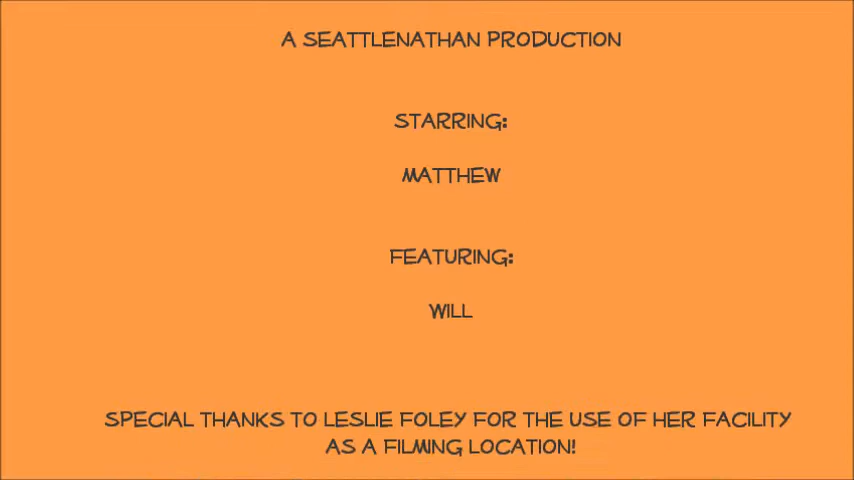 A SEATTLENATHAN PRODUCTION
STARRING:
MATTHEW
FEATURING:
WILL
SPECIAL THANKS TO LESLIE FOLEY FOR THE USE OF HER FACILITY
AS A FILMING LOCATION!